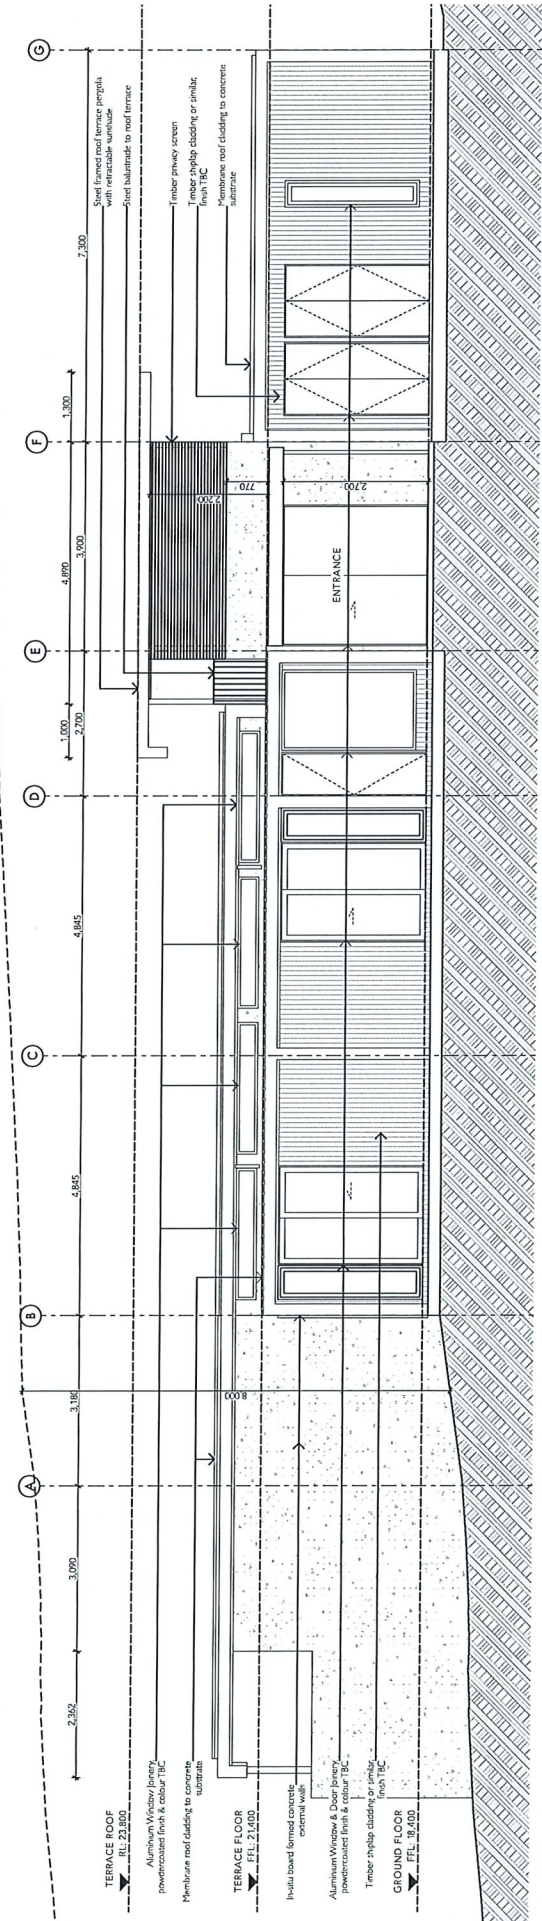 A
B
C
D
E
F
G
2,362
3,090
3,180
4,845
4,845
2,700
3,900
7,300
1,000
4,890
1,300
8,000
2,200
770
2,700
ENTRANCE
TERRACE ROOF
RL: 23,800
Aluminum Window Joinery
powdercoated finish & colour TBC
Membrane roof cladding to concrete
substrate
TERRACE FLOOR
FFL: 21,400
In-situ board formed concrete
external walls
Aluminum Window & Door Joinery
powdercoated finish & colour TBC
Timber shiplap cladding or similar,
finish TBC
GROUND FLOOR
FFL: 18,400
Steel framed roof terrace pergola
with retractable sunshade
Steel balustrade to roof terrace
Timber privacy screen
Timber shiplap cladding or similar,
finish TBC
Membrane roof cladding to concrete
substrate